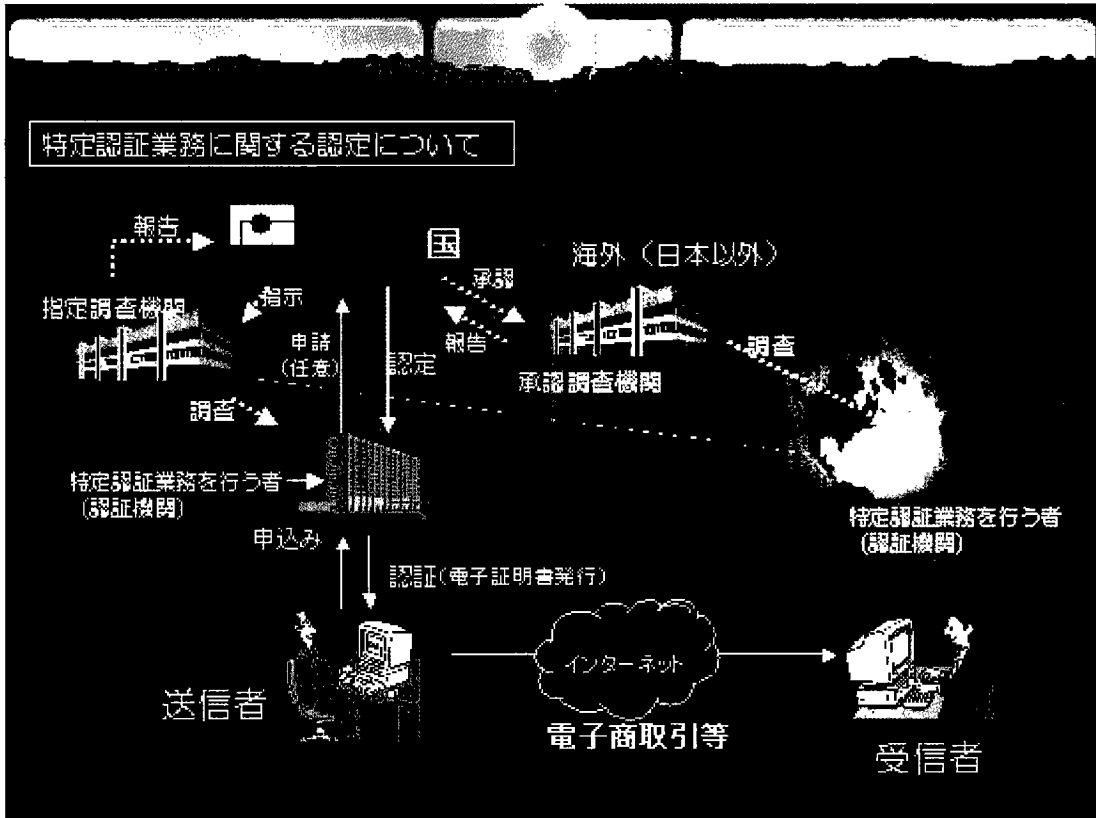 特定認証業務に関する認定について
報告
国
海外（日本以外）
承認
指定調査機関
指示
申請
(任意)
認定
報告
調査
承認調査機関
調査
特定認証業務を行う者
(認証機関)
特定認証業務を行う者
(認証機関)
申込み
認証(電子証明書発行)
インターネット
送信者
電子商取引等
受信者